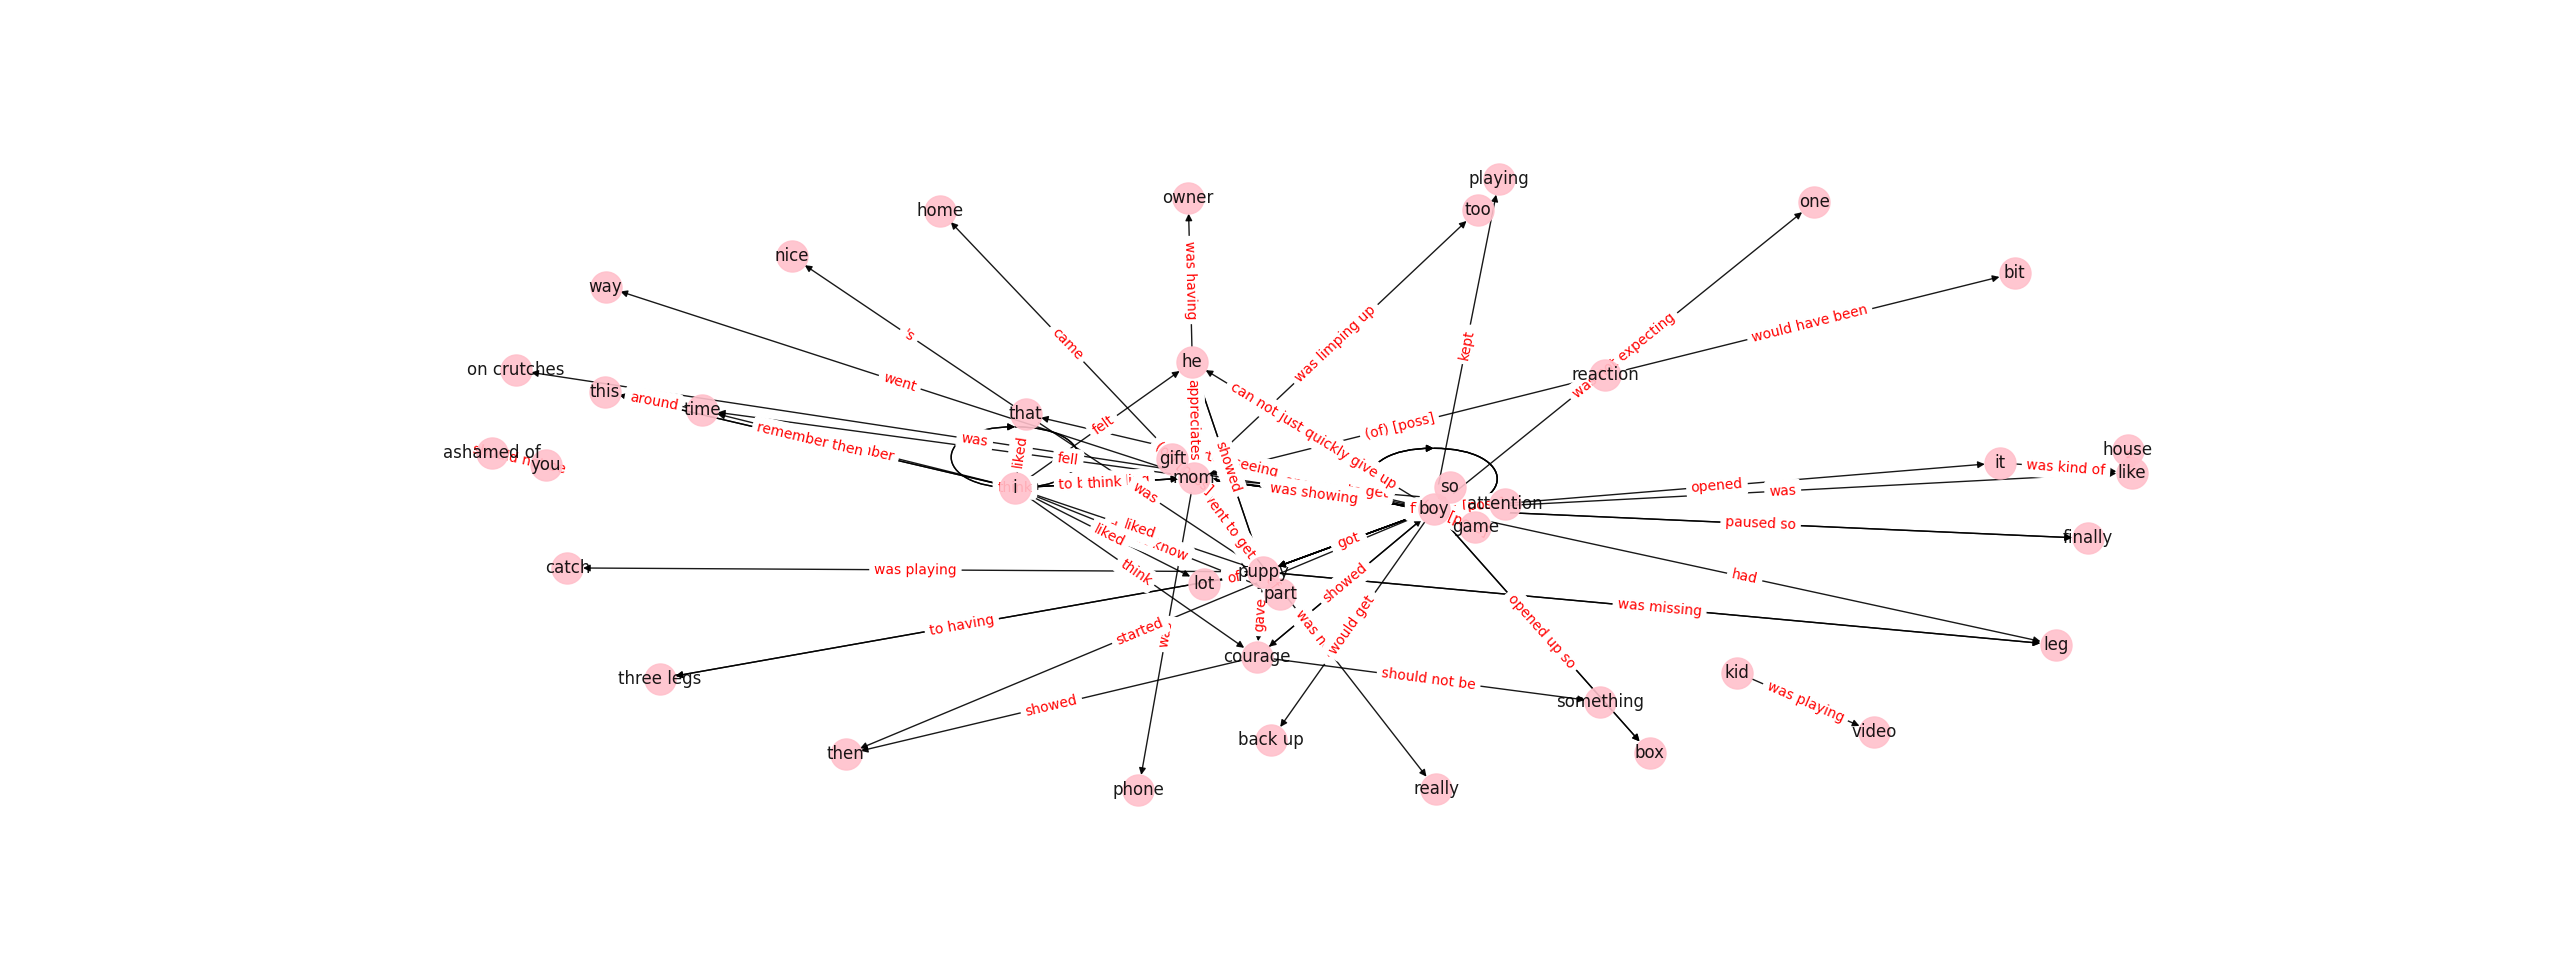 playing
owner
too
one
home
nice
bit
way
was having
kept
came
was limping up
expecting
would have been
's
he
reaction
on crutches
this
went
around
time
that
felt
appreciates
can not just quickly give up
(of) [poss]
remember then
was
liked
fell
showed
ashamed of
you
gift
mom
i
think
was showing
get
so
boy
attention
game
it
was kind of
house
like
opened
was
paused so
finally
was
liked
liked
know
think
got
had
catch
was playing
lot
of
puppy
part
showed
was missing
leg
to having
started
gave
would get
opened up so
three legs
courage
should not be
something
kid
was playing
video
showed
then
back up
box
phone
really